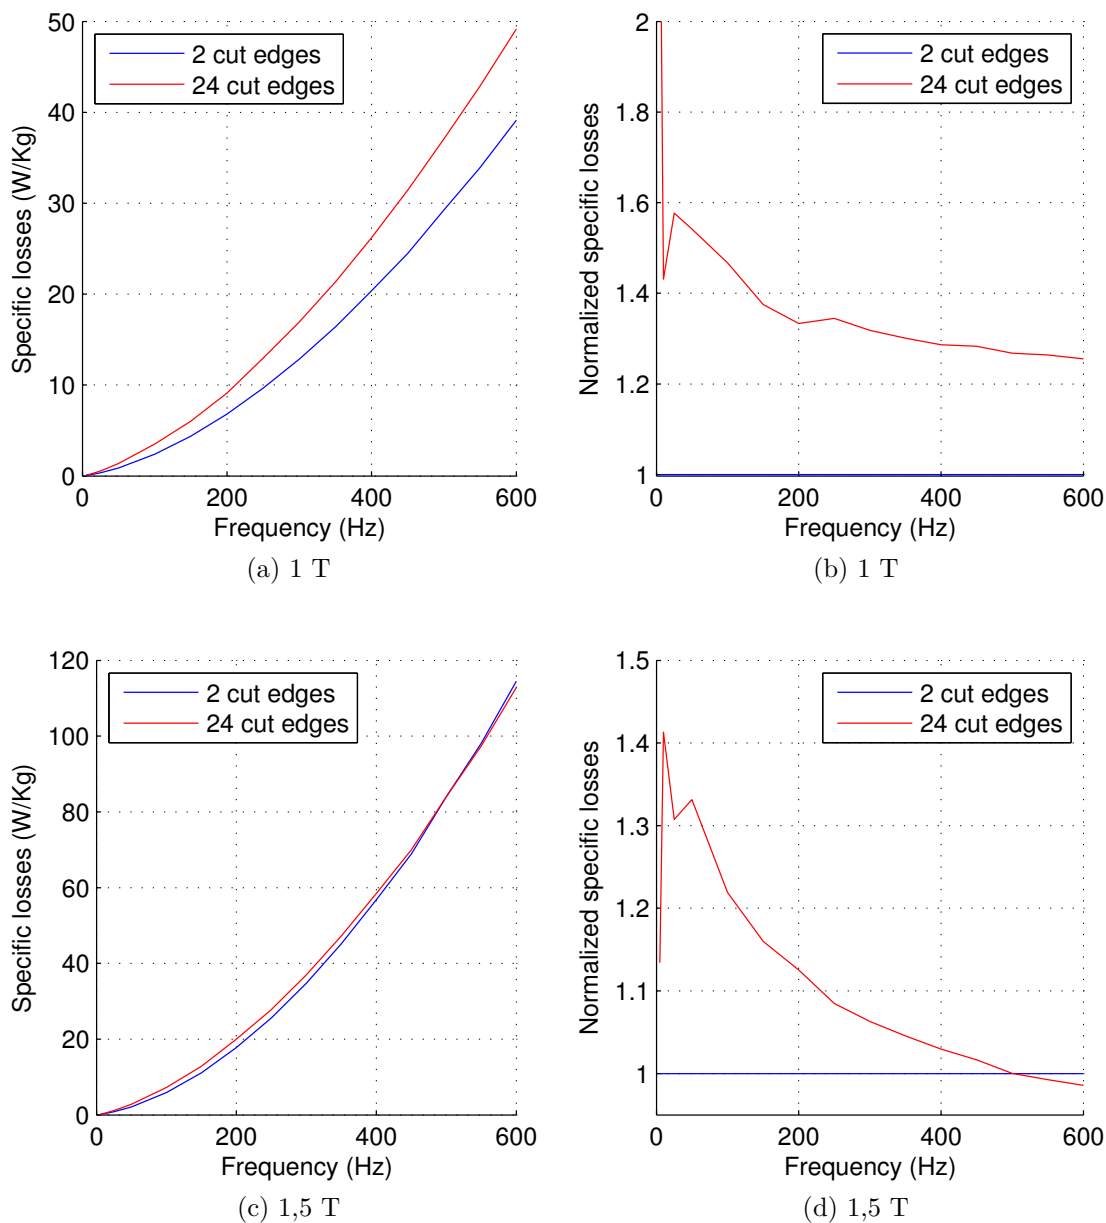 50
40
30
20
10
0
0 200 400 600
Specific losses (W/Kg)
Frequency (Hz)
2 cut edges
24 cut edges
(a) 1 T
2
1.8
1.6
1.4
1.2
1
0 200 400 600
Normalized specific losses
Frequency (Hz)
2 cut edges
24 cut edges
(b) 1 T
120
100
80
60
40
20
0
0 200 400 600
Specific losses (W/Kg)
Frequency (Hz)
2 cut edges
24 cut edges
(c) 1,5 T
1.5
1.4
1.3
1.2
1.1
1
0 200 400 600
Normalized specific losses
Frequency (Hz)
2 cut edges
24 cut edges
(d) 1,5 T